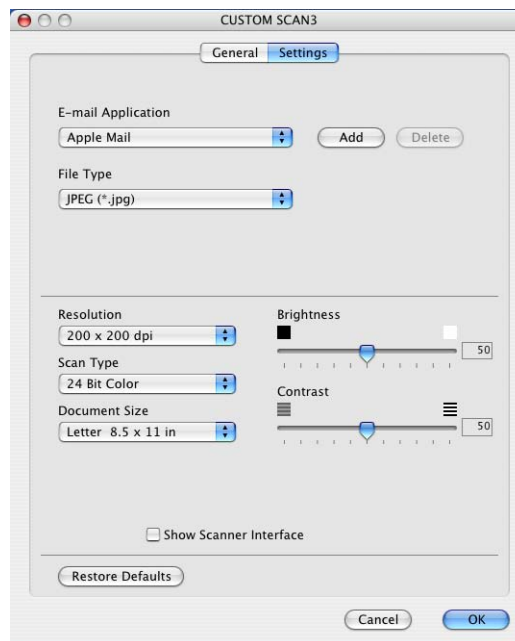 CUSTOM SCAN3
General Settings
E-mail Application
Apple Mail Add Delete
File Type
JPEG (*.jpg)
Resolution Brightness
200 x 200 dpi 50
Scan Type
24 Bit Color
Contrast
Document Size
Letter 8.5 x 11 in 50
Show Scanner Interface
Restore Defaults
Cancel OK